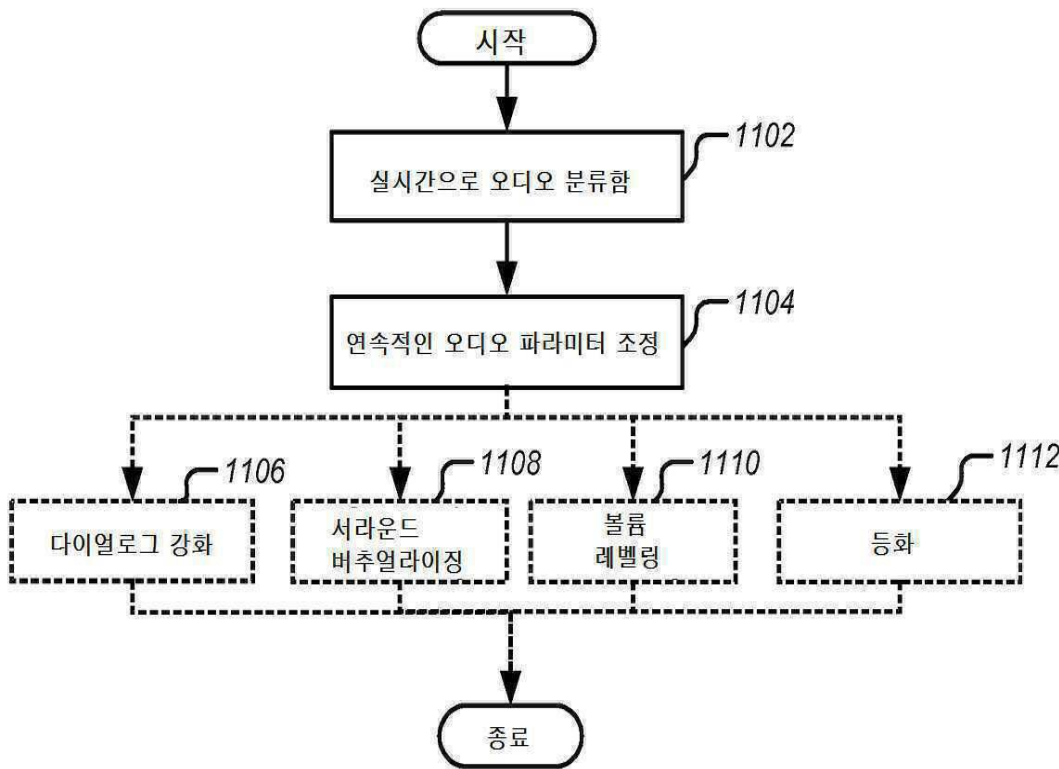 시작
1102
실시간으로 오디오 분류함
1104
연속적인 오디오 파라미터 조정
1106
다이얼로그 강화
1108
서라운드
버추얼라이징
1110
볼륨
레벨링
1112
등화
종료